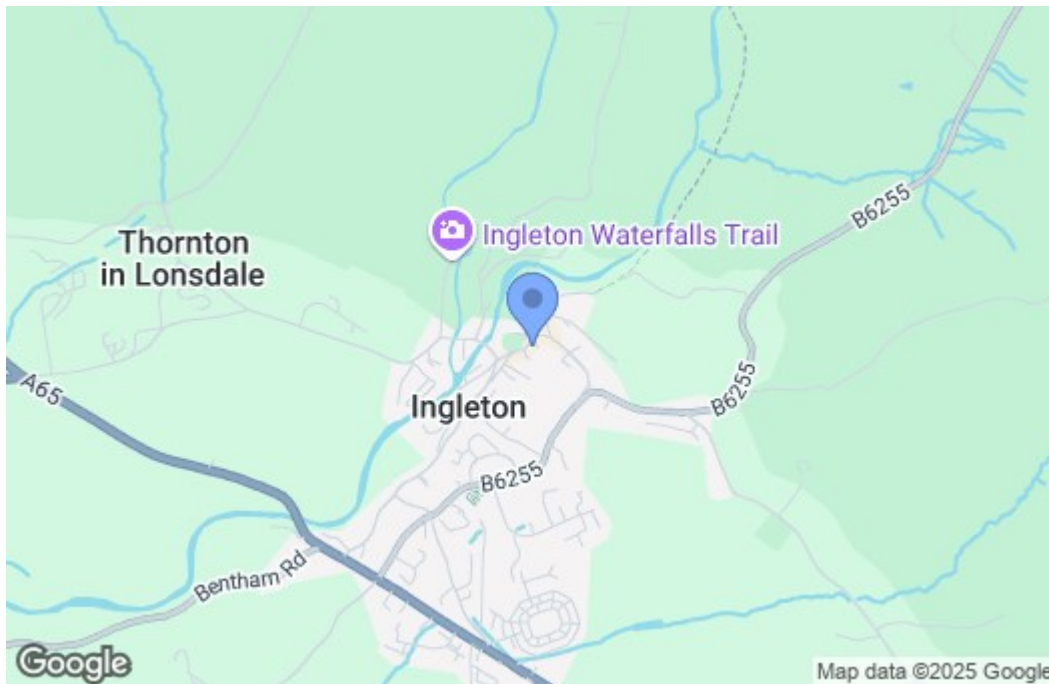 B6255
Thornton
in Lonsdale
Ingleton Waterfalls Trail
A65
B6255
Ingleton
B6255
Bentham Rd
Google
Map data ©2025 Google